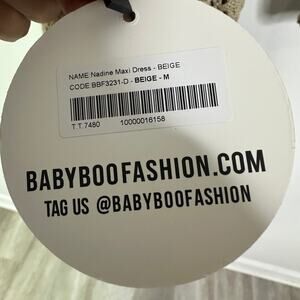 NAME Nadine Maxi Dress - BEIGE
CODE BBF3231-D - BEIGE - M
T T 7480 10000016158
BABYBOOFASHION.COM
TAG US @BABYBOOFASHION